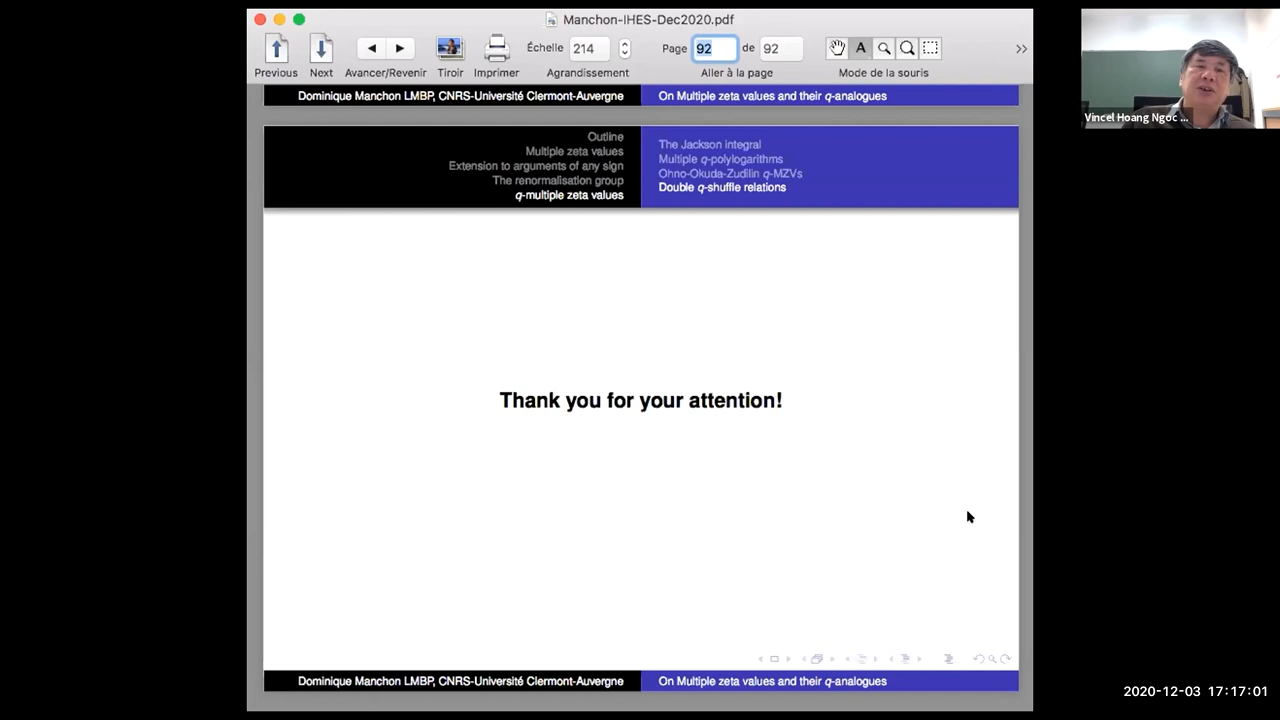 Manchon-IHES-Dec2020.pdf
Échelle 214
Page 92 de 92
Previous Next Avancer/Revenir Tiroir Imprimer Agrandissement Aller à la page Mode de la souris
Dominique Manchon LMBP, CNRS-Université Clermont-Auvergne
On Multiple zeta values and their q-analogues
Outline
Multiple zeta values
Extension to arguments of any sign
The renormalisation group
q-multiple zeta values
The Jackson integral
Multiple q-polylogarithms
Ohno-Okuda-Zudilin q-MZVs
Double q-shuffle relations
Thank you for your attention!
Dominique Manchon LMBP, CNRS-Université Clermont-Auvergne
On Multiple zeta values and their q-analogues
Vincel Hoang Ngoc ...
2020-12-03 17:17:01